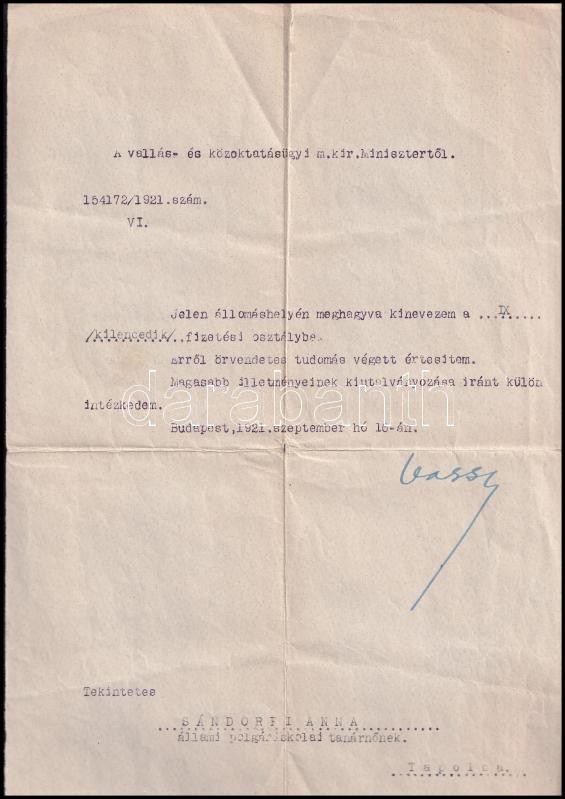 A vallás- és közoktatásügyi m.kir.Minisztertől.
154172/1921.szám.
VI.
Jelen állomáshelyén meghagyva kinevezem a ...IX......
/kilencedik/..fizetési osztályba.
Erről örvendetes tudomás végett értesitem.
Magasabb illetményeinek kiutalványozása iránt külön
intézkedem.
darabanth
Budapest,1921.szeptember hó 16-án.
Vassy
Tekintetes
SÁNDORFI ANNA
állami polgáriskolai tanárnőnek.
Tapolca.